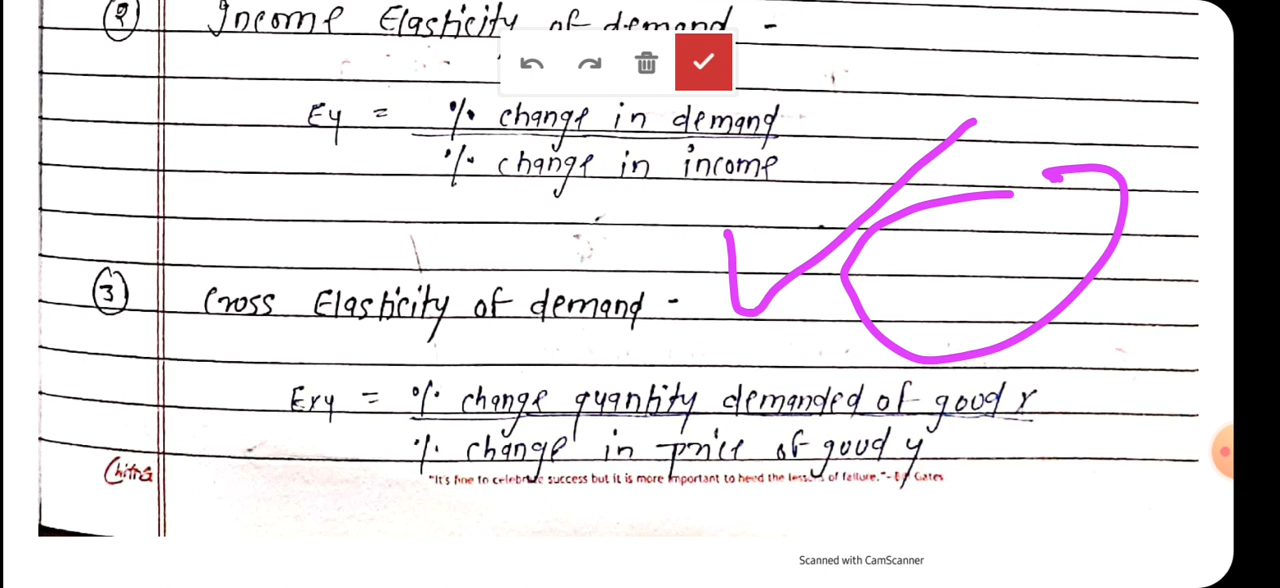 2 Income Elasticity of demand -
Ey = % change in demand
% change in income
3 Cross Elasticity of demand -
Exy = % change quantity demanded of good x
% change in price of good y
Chitra
"It's fine to celebrate success but it is more important to heed the lessons of failure." - Gates
Scanned with CamScanner